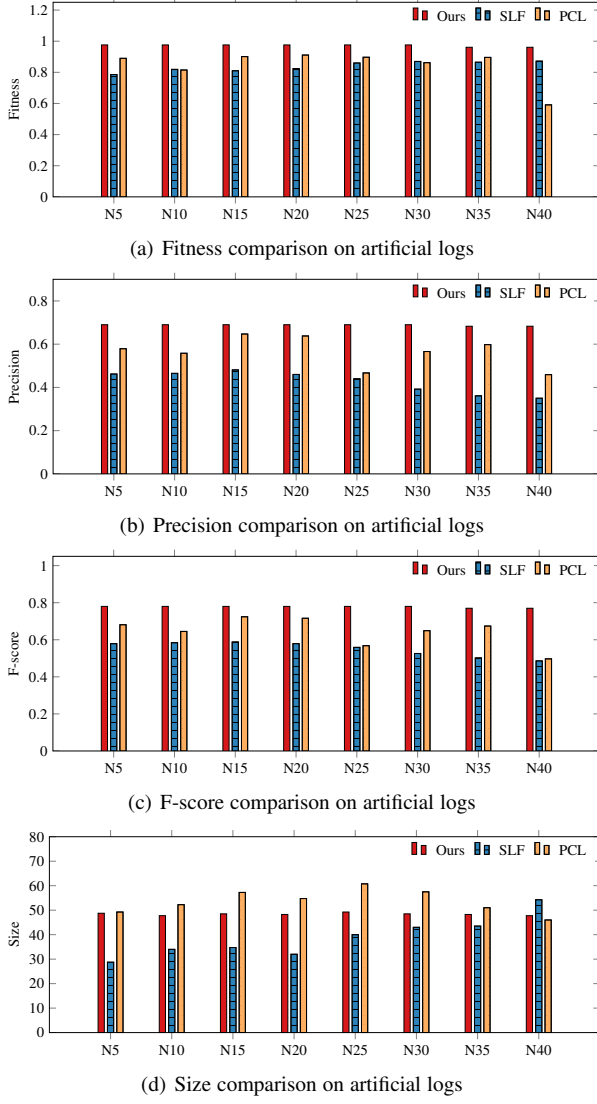 1.2
1
0.8
0.6
0.4
0.2
0
Fitness
Ours SLF PCL
N5 N10 N15 N20 N25 N30 N35 N40
(a) Fitness comparison on artificial logs
0.8
0.6
0.4
0.2
0
Precision
Ours SLF PCL
N5 N10 N15 N20 N25 N30 N35 N40
(b) Precision comparison on artificial logs
1
0.8
0.6
0.4
0.2
0
F-score
Ours SLF PCL
N5 N10 N15 N20 N25 N30 N35 N40
(c) F-score comparison on artificial logs
80
70
60
50
40
30
20
10
0
Size
Ours SLF PCL
N5 N10 N15 N20 N25 N30 N35 N40
(d) Size comparison on artificial logs